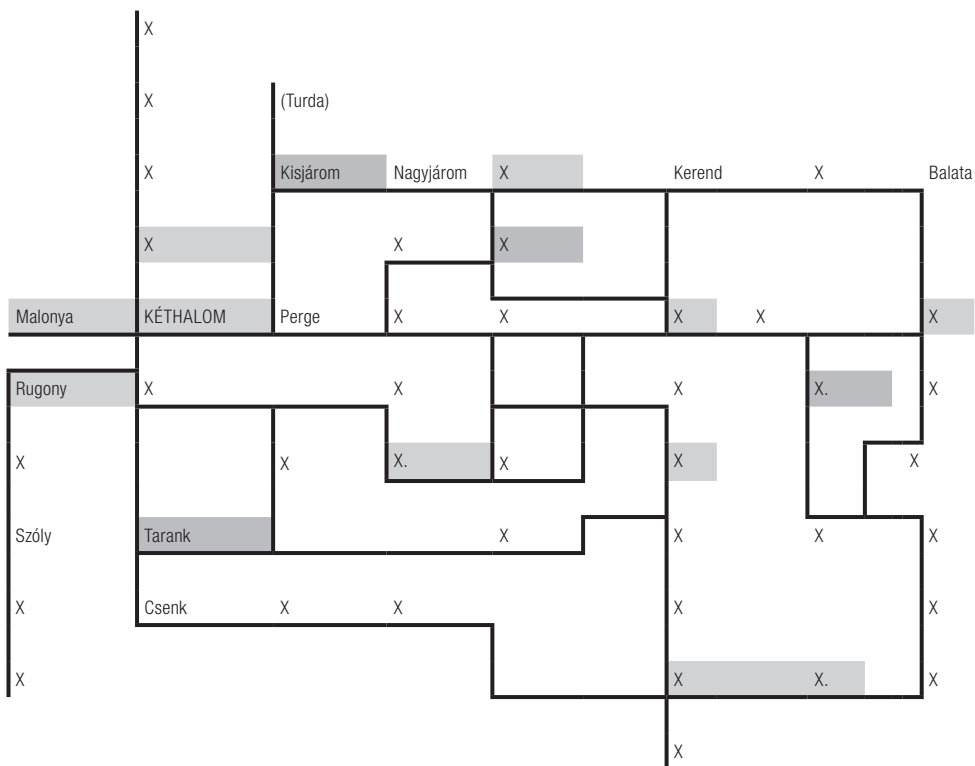 X
X (Turda)
X Kisjárom Nagyjárom X Kerend X Balata
X X X
Malonya KÉTHALOM Perge X X X X X
Rugony X X X X. X
X X X. X X X
Szóly Tarank X X X X
X Csenk X X X X
X X X. X
X